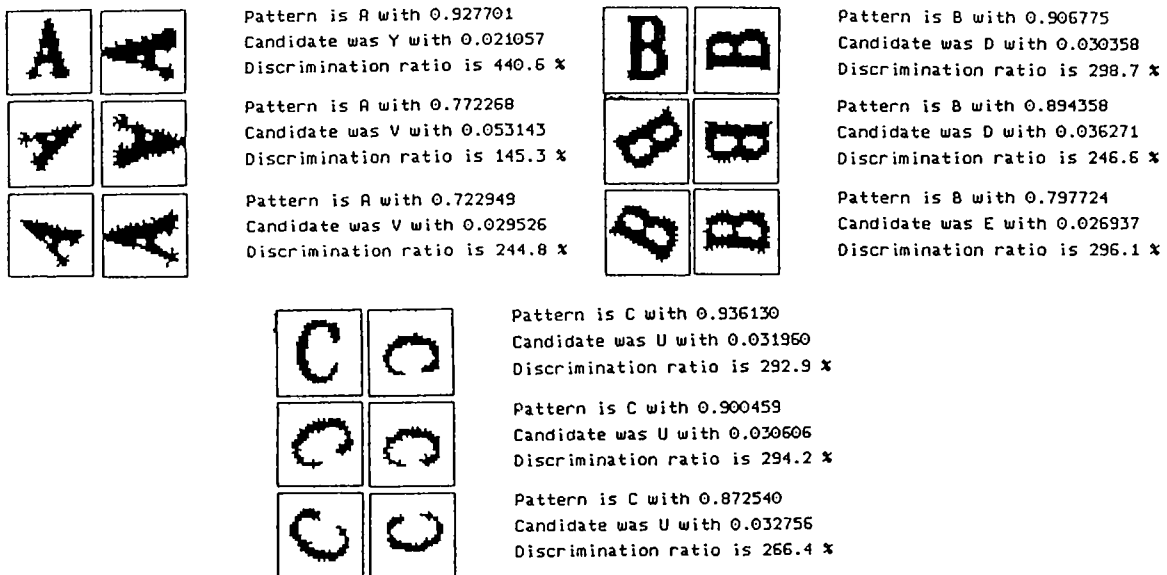 Pattern is A with 0.927701
Candidate was Y with 0.021057
Discrimination ratio is 440.6 %
Pattern is A with 0.772268
Candidate was V with 0.053143
Discrimination ratio is 145.3 %
Pattern is A with 0.722949
Candidate was V with 0.029526
Discrimination ratio is 244.8 %
Pattern is B with 0.906775
Candidate was D with 0.030358
Discrimination ratio is 298.7 %
Pattern is B with 0.894358
Candidate was D with 0.036271
Discrimination ratio is 246.6 %
Pattern is B with 0.797724
Candidate was E with 0.026937
Discrimination ratio is 296.1 %
Pattern is C with 0.936130
Candidate was U with 0.031960
Discrimination ratio is 292.9 %
Pattern is C with 0.900459
Candidate was U with 0.030606
Discrimination ratio is 294.2 %
Pattern is C with 0.872540
Candidate was U with 0.032756
Discrimination ratio is 266.4 %